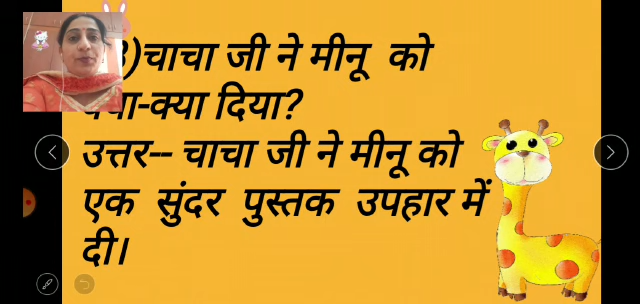 )चाचा जी ने मीनू को
क्या-क्या दिया?
उत्तर-- चाचा जी ने मीनू को
एक सुंदर पुस्तक उपहार में
दी।